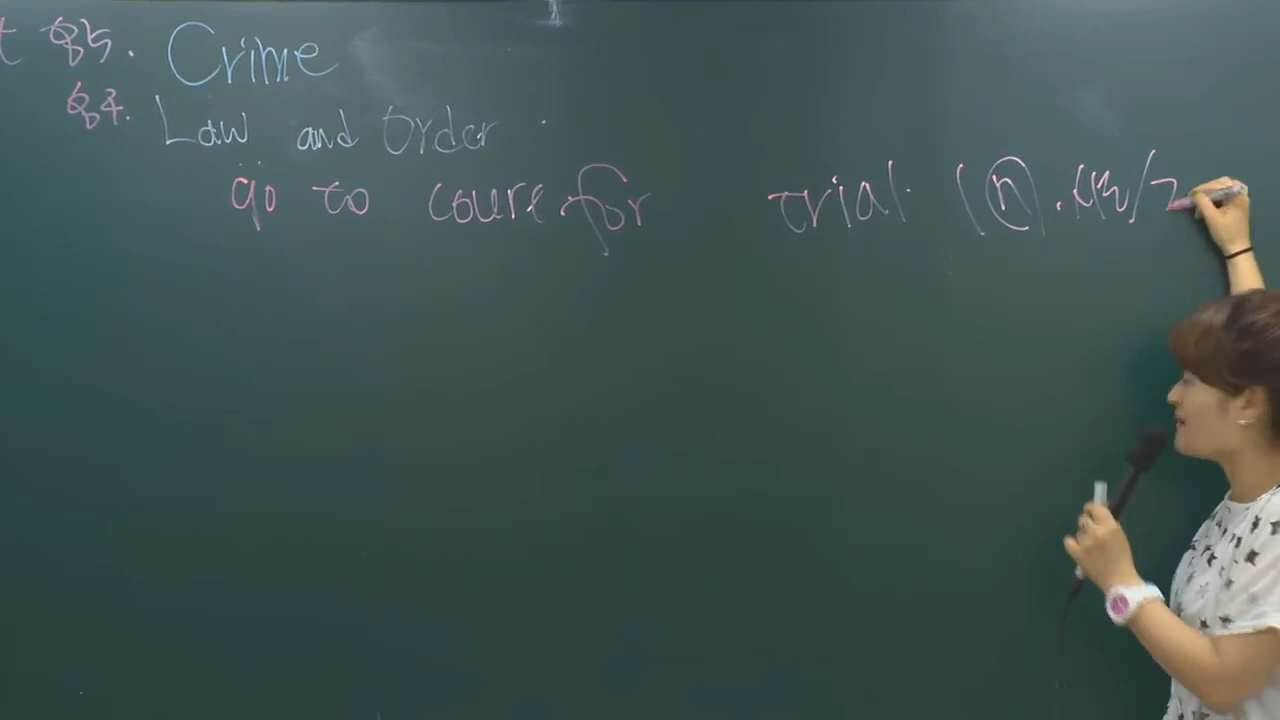 t 85. Crime
84. Law and Order
go to court for trial. (n).